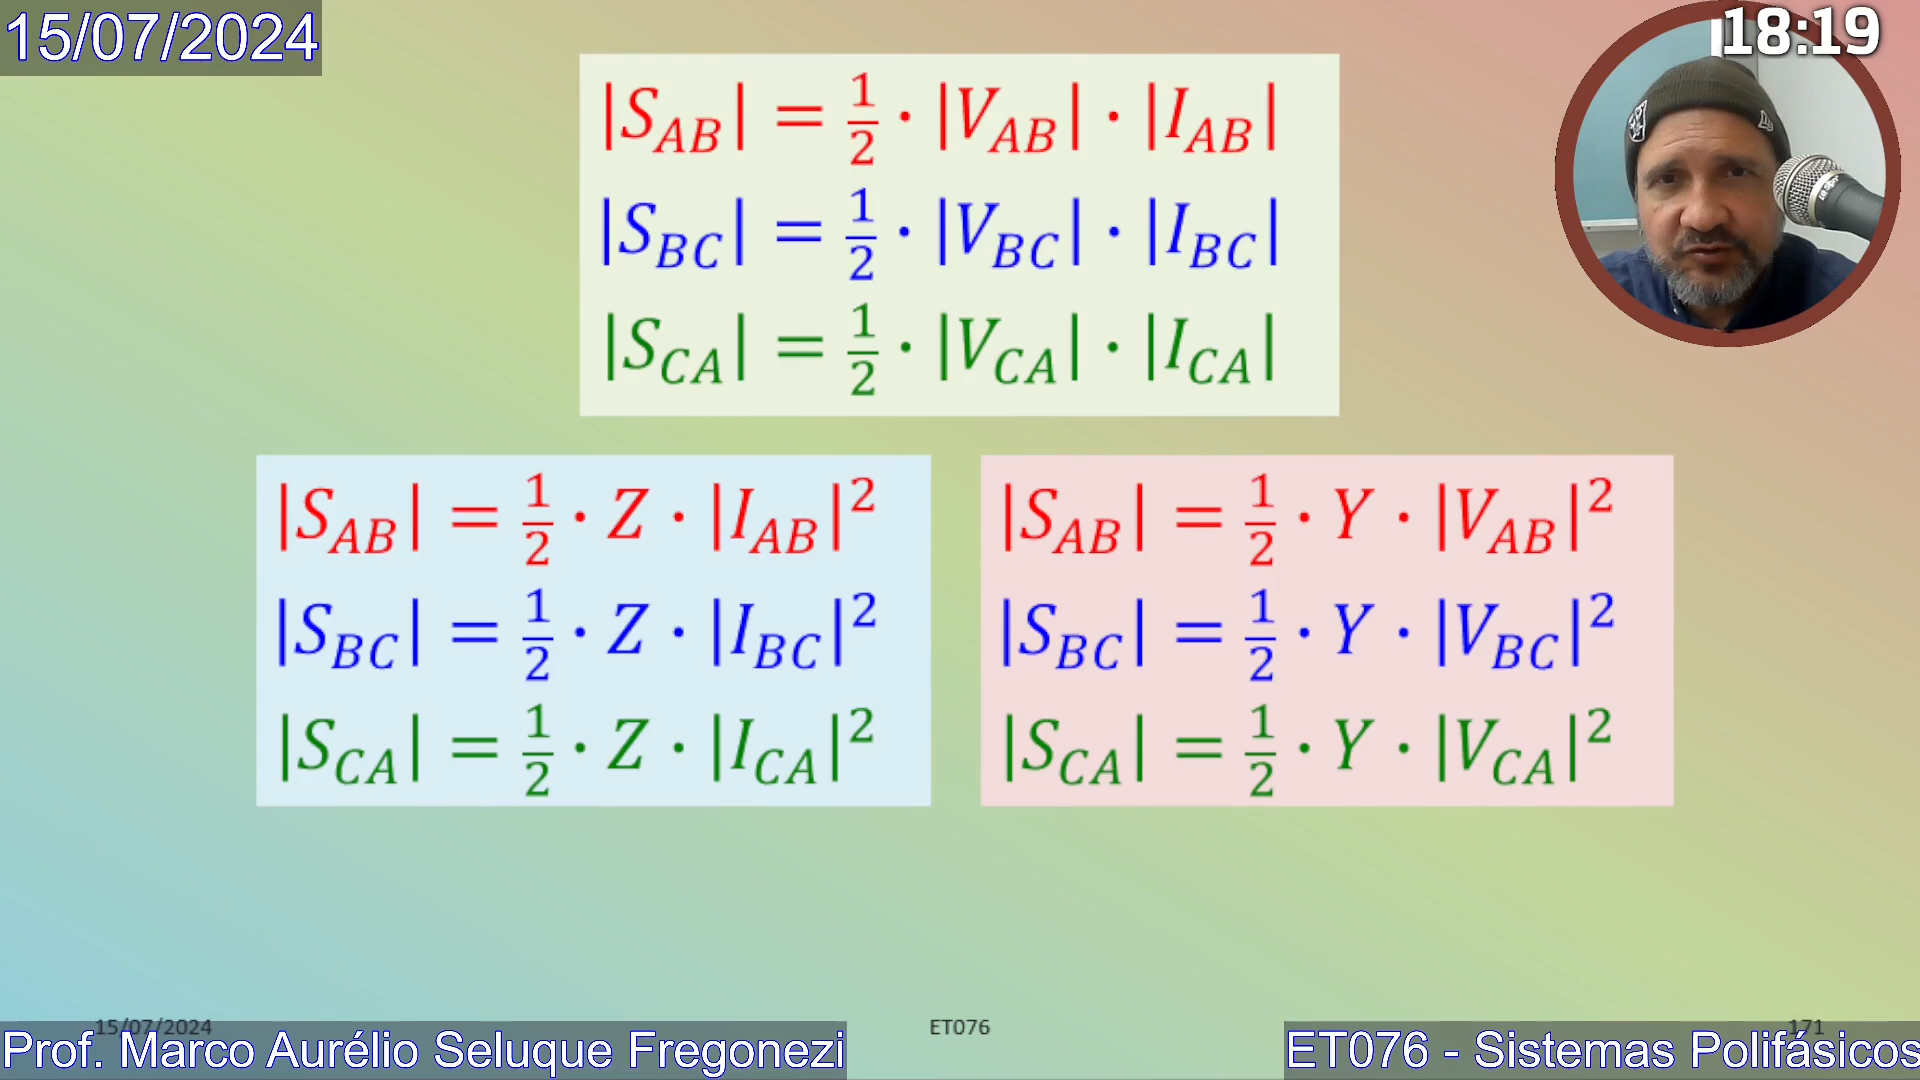 15/07/2024
18:19
|S_AB| = 1/2 · |V_AB| · |I_AB|
|S_BC| = 1/2 · |V_BC| · |I_BC|
|S_CA| = 1/2 · |V_CA| · |I_CA|
|S_AB| = 1/2 · Z · |I_AB|²
|S_BC| = 1/2 · Z · |I_BC|²
|S_CA| = 1/2 · Z · |I_CA|²
|S_AB| = 1/2 · Y · |V_AB|²
|S_BC| = 1/2 · Y · |V_BC|²
|S_CA| = 1/2 · Y · |V_CA|²
15/07/2024
ET076
171
Prof. Marco Aurélio Seluque Fregonezi
ET076 - Sistemas Polifásicos